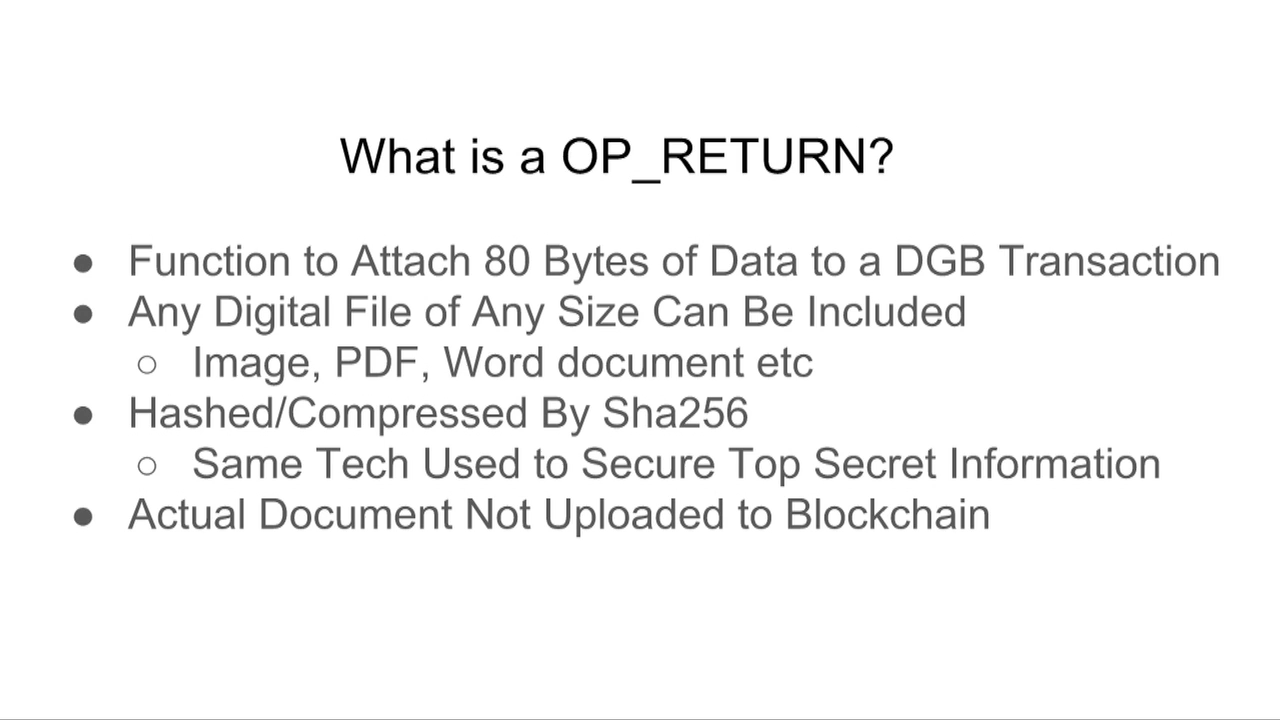 What is a OP_RETURN?
● Function to Attach 80 Bytes of Data to a DGB Transaction
● Any Digital File of Any Size Can Be Included
○ Image, PDF, Word document etc
● Hashed/Compressed By Sha256
○ Same Tech Used to Secure Top Secret Information
● Actual Document Not Uploaded to Blockchain